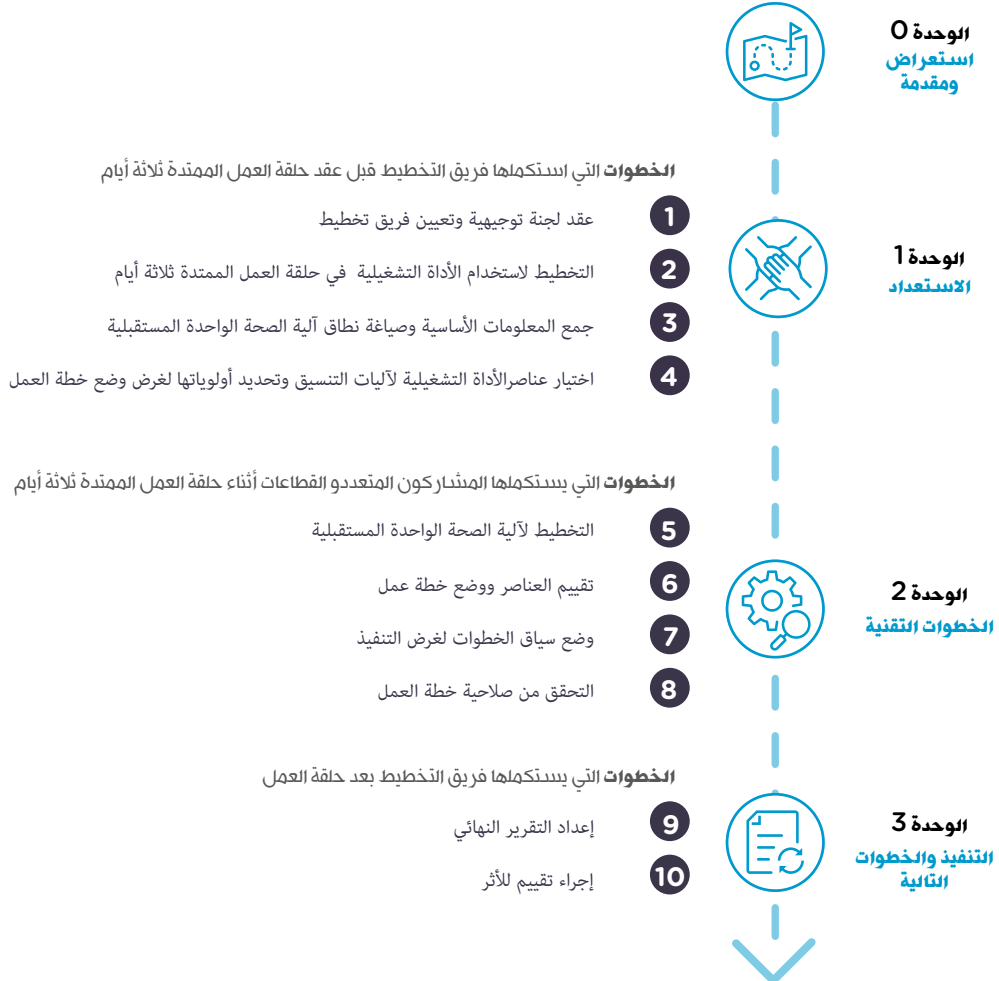 الوحدة 0
استعراض
ومقدمة
الخطوات التي استكملها فريق التخطيط قبل عقد حلقة العمل الممتدة ثلاثة أيام
الوحدة 1
الاستعداد
1 عقد لجنة توجيهية وتعيين فريق تخطيط
2 التخطيط لاستخدام الأداة التشغيلية في حلقة العمل الممتدة ثلاثة أيام
3 جمع المعلومات الأساسية وصياغة نطاق آلية الصحة الواحدة المستقبلية
4 اختيار عناصرالأداة التشغيلية لآليات التنسيق وتحديد أولوياتها لغرض وضع خطة العمل
الخطوات التي يستكملها المشاركون المتعددو القطاعات أثناء حلقة العمل الممتدة ثلاثة أيام
الوحدة 2
الخطوات التقنية
5 التخطيط لآلية الصحة الواحدة المستقبلية
6 تقييم العناصر ووضع خطة عمل
7 وضع سياق الخطوات لغرض التنفيذ
8 التحقق من صلاحية خطة العمل
الخطوات التي يستكملها فريق التخطيط بعد حلقة العمل
الوحدة 3
التنفيذ والخطوات
التالية
9 إعداد التقرير النهائي
10 إجراء تقييم للأثر